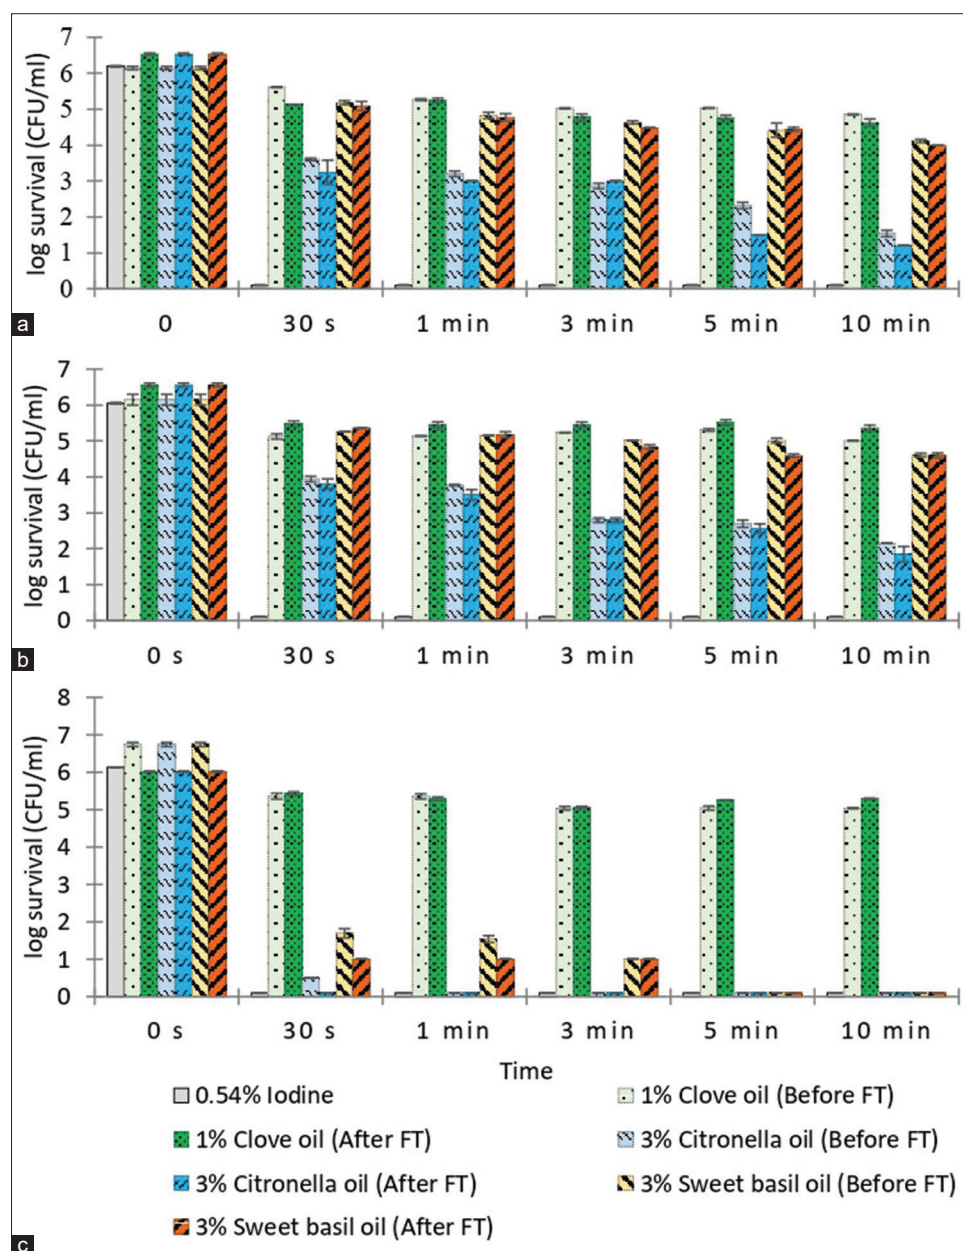 log survival (CFU/ml)
7
6
5
4
3
2
1
0
0 30 s 1 min 3 min 5 min 10 min
a
log survival (CFU/ml)
7
6
5
4
3
2
1
0
0 s 30 s 1 min 3 min 5 min 10 min
b
log survival (CFU/ml)
8
7
6
5
4
3
2
1
0
0 s 30 s 1 min 3 min 5 min 10 min
Time
0.54% Iodine
1% Clove oil (Before FT)
1% Clove oil (After FT)
3% Citronella oil (Before FT)
3% Citronella oil (After FT)
3% Sweet basil oil (Before FT)
3% Sweet basil oil (After FT)
c